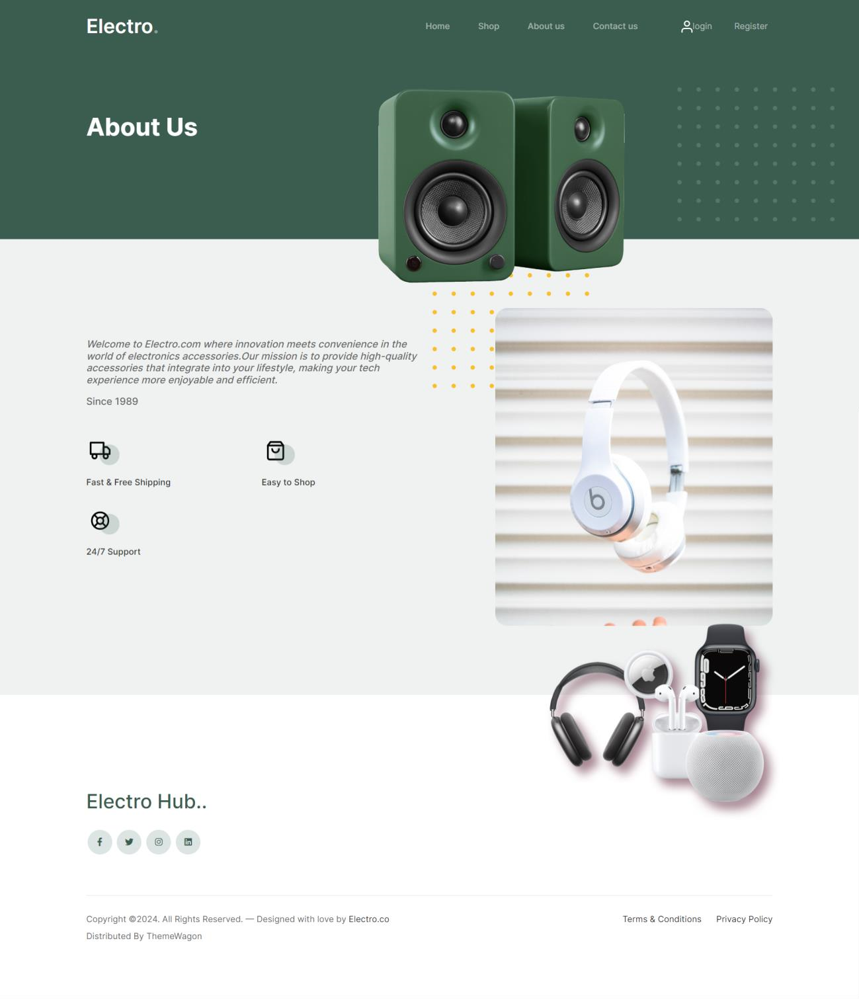 Electro.
Home Shop About us Contact us login Register
About Us
Welcome to Electro.com where innovation meets convenience in the
world of electronics accessories.Our mission is to provide high-quality
accessories that integrate into your lifestyle, making your tech
experience more enjoyable and efficient.
Since 1989
Fast & Free Shipping
Easy to Shop
24/7 Support
Electro Hub..
Copyright ©2024. All Rights Reserved. — Designed with love by Electro.co
Distributed By ThemeWagon
Terms & Conditions Privacy Policy